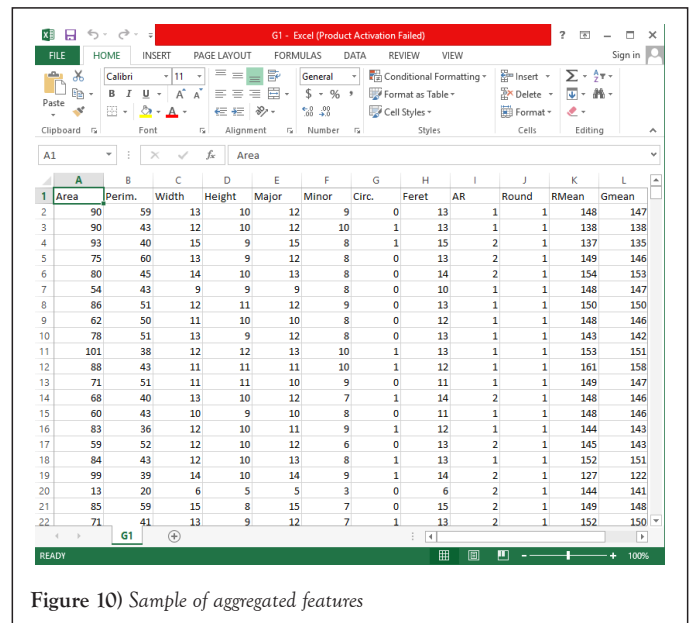 G1 - Excel (Product Activation Failed)
FILE HOME INSERT PAGE LAYOUT FORMULAS DATA REVIEW VIEW Sign in
Calibri 11 General Conditional Formatting Insert
Paste B I U A A $ % , Format as Table Delete
A Cell Styles Format
Clipboard Font Alignment Number Styles Cells Editing
A1 fx Area
A B C D E F G H I J K L
1 Area Perim. Width Height Major Minor Circ. Feret AR Round RMean Gmean
2 90 59 13 10 12 9 0 13 1 1 148 147
3 90 43 12 10 12 10 1 13 1 1 138 138
4 93 40 15 9 15 8 1 15 2 1 137 135
5 75 60 13 9 12 8 0 13 2 1 149 146
6 80 45 14 10 13 8 0 14 2 1 154 153
7 54 43 9 9 9 8 0 10 1 1 148 147
8 86 51 12 11 12 9 0 13 1 1 150 150
9 62 50 11 10 10 8 0 12 1 1 148 146
10 78 51 13 9 12 8 0 13 1 1 143 142
11 101 38 12 12 13 10 1 13 1 1 153 151
12 88 43 11 11 11 10 1 12 1 1 161 158
13 71 51 11 11 10 9 0 11 1 1 149 147
14 68 40 13 10 12 7 1 14 2 1 148 146
15 60 43 10 9 10 8 0 11 1 1 148 146
16 83 36 12 10 11 9 1 12 1 1 144 143
17 59 52 12 10 12 6 0 13 2 1 145 143
18 84 43 12 10 13 8 1 13 1 1 152 151
19 99 39 14 10 14 9 1 14 2 1 127 122
20 13 20 6 5 5 3 0 6 2 1 144 141
21 85 59 15 8 15 7 0 15 2 1 149 148
22 71 41 13 9 12 7 1 13 2 1 152 150
G1
READY 100%
Figure 10) Sample of aggregated features